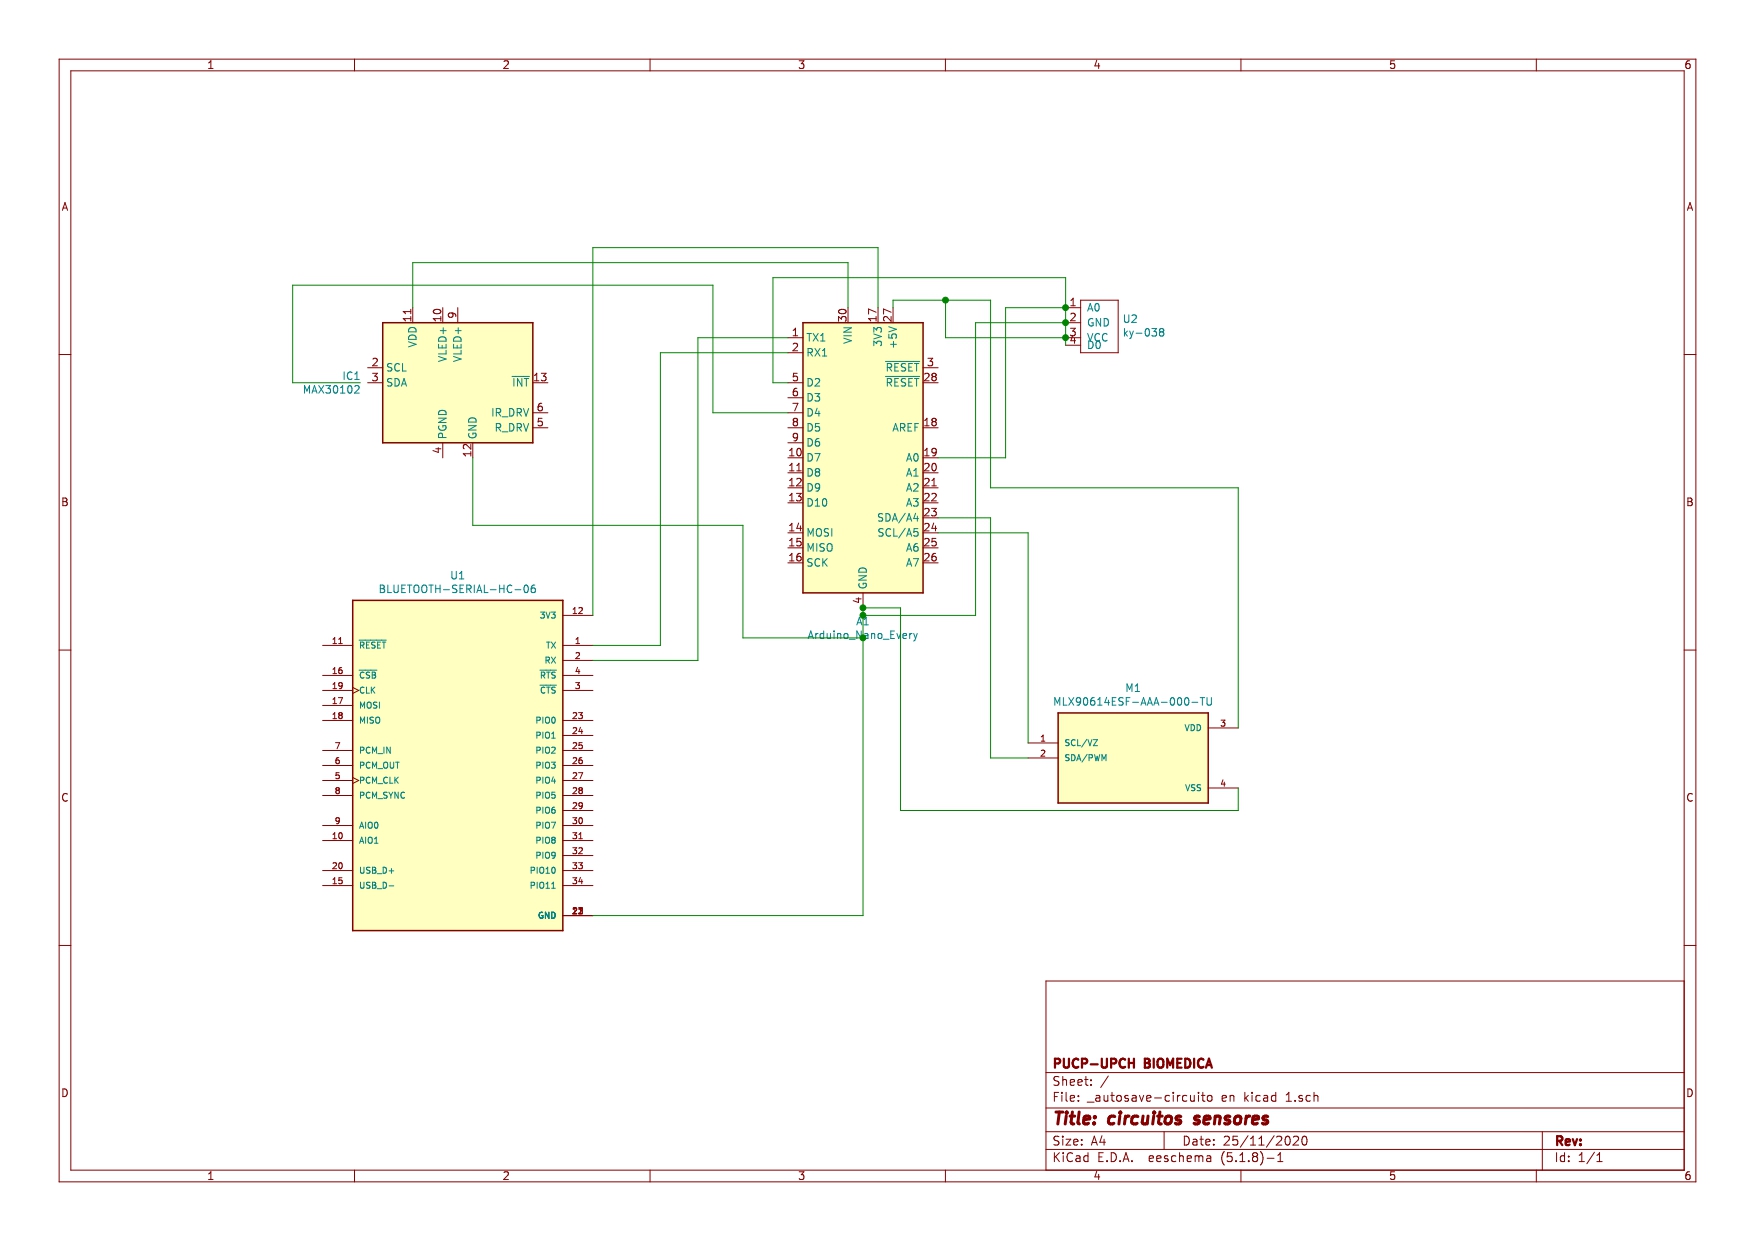 1 2 3 4 5 6
A A
B B
C C
D D
1 2 3 4 5 6
IC1
MAX30102
11 VDD
10 VLED+
9 VLED+
2 SCL
3 SDA
INT 13
IR_DRV 6
R_DRV 5
4 PGND
12 GND
30 VIN
17 3V3
27 +5V
1 TX1
2 RX1
5 D2
6 D3
7 D4
8 D5
9 D6
10 D7
11 D8
12 D9
13 D10
14 MOSI
15 MISO
16 SCK
RESET 3
RESET 28
AREF 18
A0 19
A1 20
A2 21
A3 22
SDA/A4 23
SCL/A5 24
A6 25
A7 26
GND 4
A1
Arduino_Nano_Every
1 A0
2 GND
3 VCC
4 D0
U2
ky-038
U1
BLUETOOTH-SERIAL-HC-06
11 RESET
16 CSB
19 CLK
17 MOSI
18 MISO
7 PCM_IN
6 PCM_OUT
5 PCM_CLK
8 PCM_SYNC
9 AIO0
10 AIO1
20 USB_D+
15 USB_D-
3V3 12
TX 1
RX 2
RTS 4
CTS 3
PIO0 23
PIO1 24
PIO2 25
PIO3 26
PIO4 27
PIO5 28
PIO6 29
PIO7 30
PIO8 31
PIO9 32
PIO10 33
PIO11 34
GND
M1
MLX90614ESF-AAA-000-TU
1 SCL/VZ
2 SDA/PWM
VDD 3
VSS 4
PUCP-UPCH BIOMEDICA
Sheet: /
File: _autosave-circuito en kicad 1.sch
Title: circuitos sensores
Size: A4 Date: 25/11/2020 Rev:
KiCad E.D.A. eeschema (5.1.8)-1 Id: 1/1